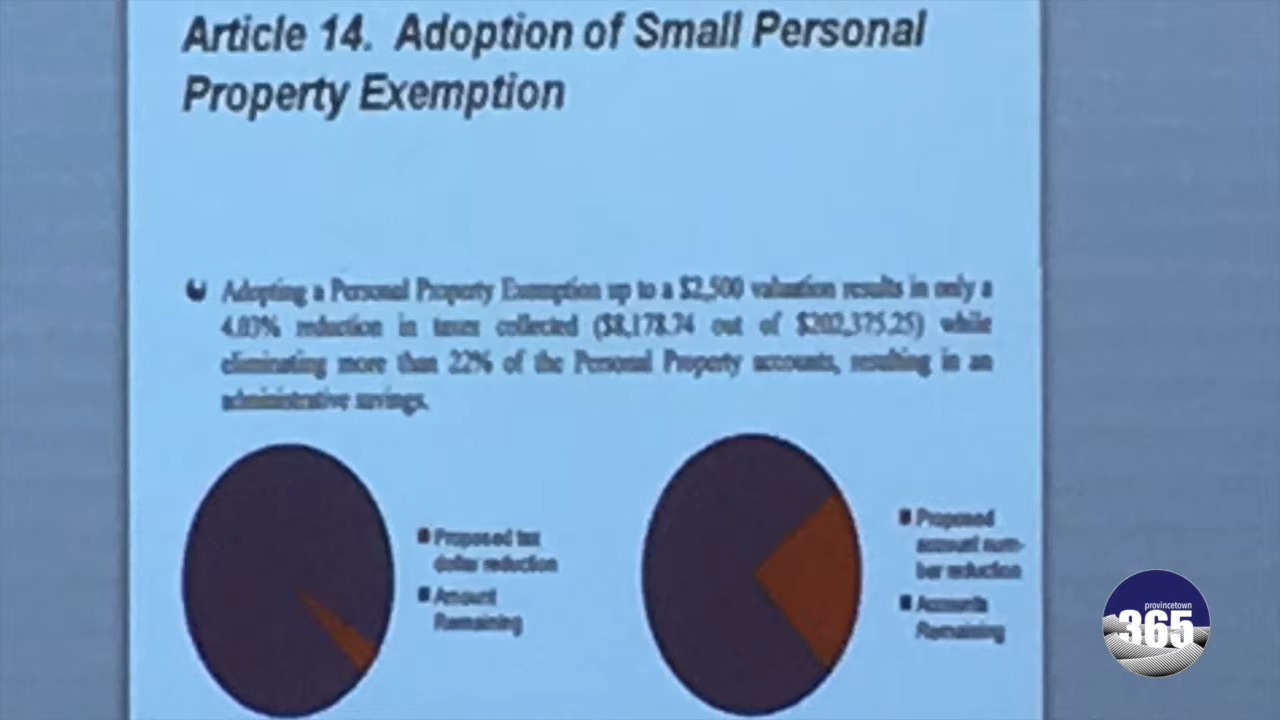 Article 14. Adoption of Small Personal
Property Exemption
Adopting a Personal Property Exemption up to a $2,500 valuation results in only a
4.03% reduction in taxes collected ($8,178.74 out of $202,375.25) while
eliminating more than 22% of the Personal Property accounts, resulting in an
administrative savings.
Proposed tax
dollar reduction
Amount
Remaining
Proposed
account num-
ber reduction
Accounts
Remaining
provincetown
365